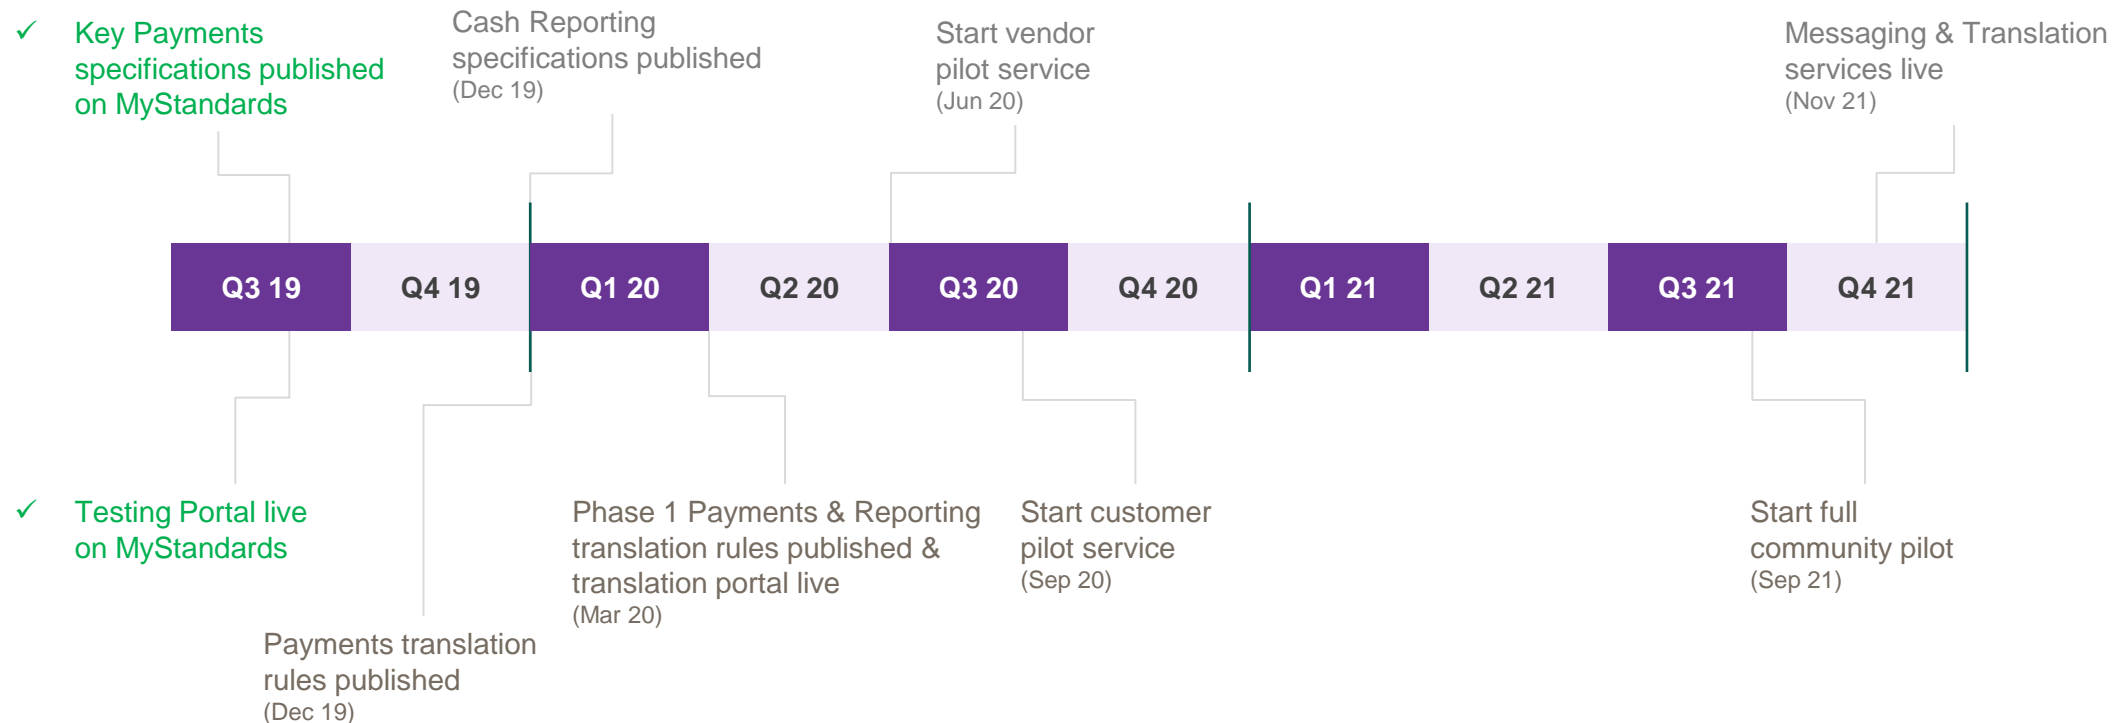 ✓ Key Payments
specifications published
on MyStandards
Cash Reporting
specifications published
(Dec 19)
Start vendor
pilot service
(Jun 20)
Messaging & Translation
services live
(Nov 21)
Q3 19
Q4 19
Q1 20
Q2 20
Q3 20
Q4 20
Q1 21
Q2 21
Q3 21
Q4 21
✓ Testing Portal live
on MyStandards
Payments translation
rules published
(Dec 19)
Phase 1 Payments & Reporting
translation rules published &
translation portal live
(Mar 20)
Start customer
pilot service
(Sep 20)
Start full
community pilot
(Sep 21)